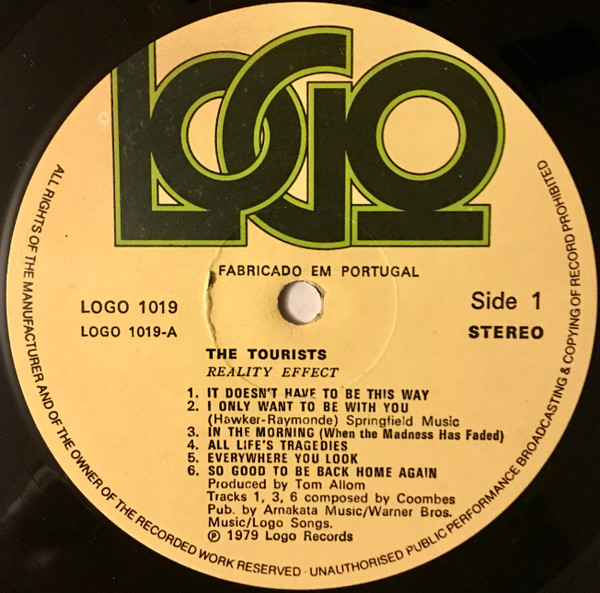 LOGO
FABRICADO EM PORTUGAL
LOGO 1019
LOGO 1019-A
Side 1
STEREO
THE TOURISTS
REALITY EFFECT
1. IT DOESN'T HAVE TO BE THIS WAY
2. I ONLY WANT TO BE WITH YOU
(Hawker-Raymonde) Springfield Music
3. IN THE MORNING (When the Madness Has Faded)
4. ALL LIFE'S TRAGEDIES
5. EVERYWHERE YOU LOOK
6. SO GOOD TO BE BACK HOME AGAIN
Produced by Tom Allom
Tracks 1, 3, 6 composed by Coombes
Pub. by Arnakata Music/Warner Bros.
Music/Logo Songs.
℗ 1979 Logo Records
ALL RIGHTS OF THE MANUFACTURER AND OF THE OWNER OF THE RECORDED WORK RESERVED · UNAUTHORISED PUBLIC PERFORMANCE BROADCASTING & COPYING OF RECORD PROHIBITED